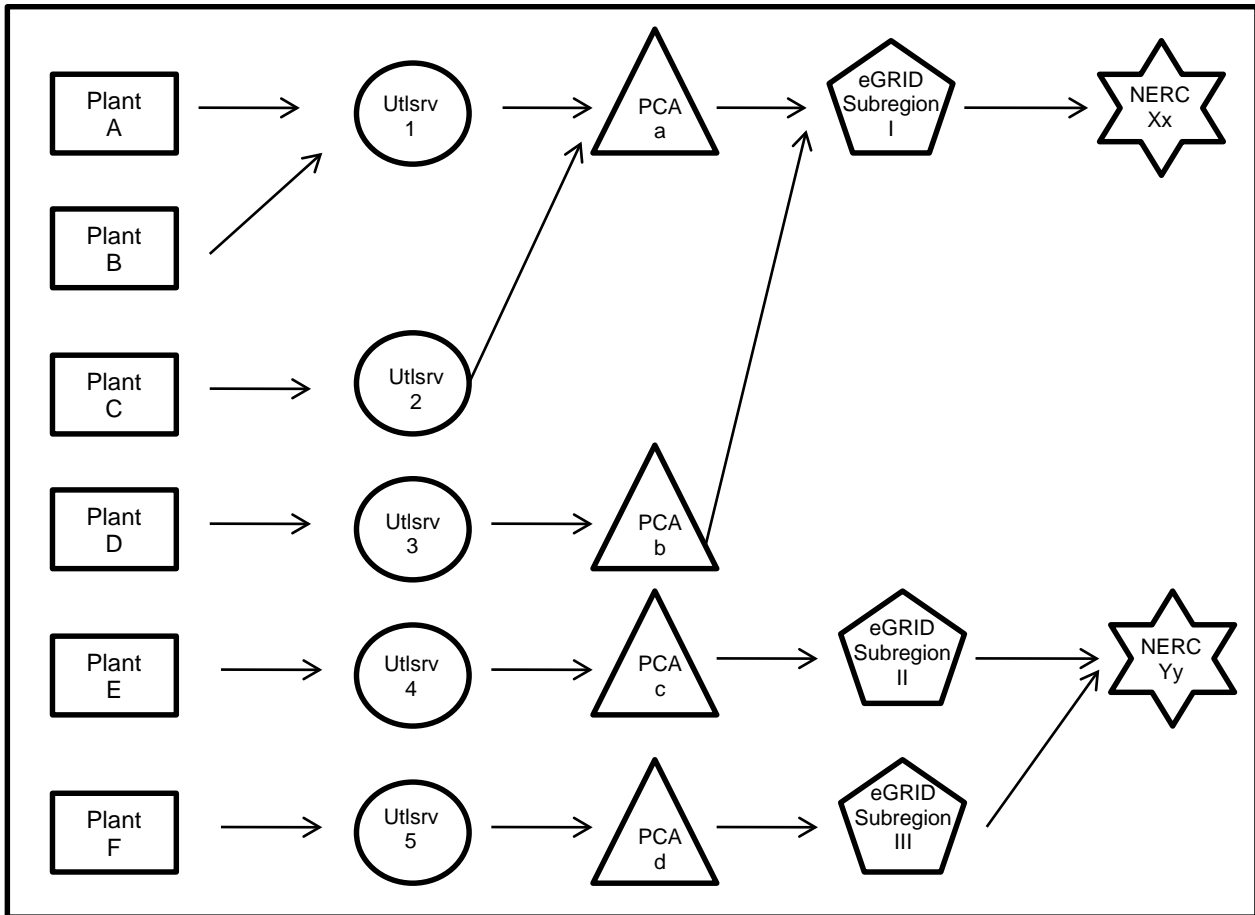 Plant
A
Utlsrv
1
PCA
a
eGRID
Subregion
I
NERC
Xx
Plant
B
Plant
C
Utlsrv
2
Plant
D
Utlsrv
3
PCA
b
Plant
E
Utlsrv
4
PCA
c
eGRID
Subregion
II
NERC
Yy
Plant
F
Utlsrv
5
PCA
d
eGRID
Subregion
III